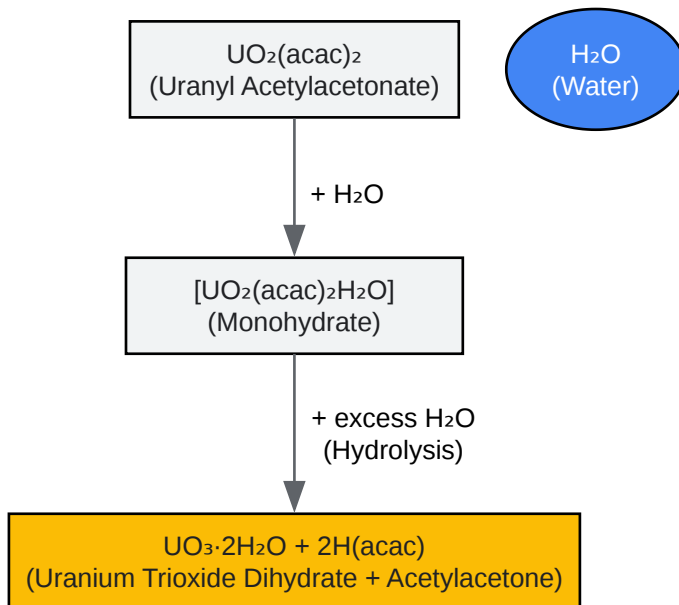 UO₂(acac)₂
(Uranyl Acetylacetonate)
H₂O
(Water)
+ H₂O
[UO₂(acac)₂H₂O]
(Monohydrate)
+ excess H₂O
(Hydrolysis)
UO₃·2H₂O + 2H(acac)
(Uranium Trioxide Dihydrate + Acetylacetone)